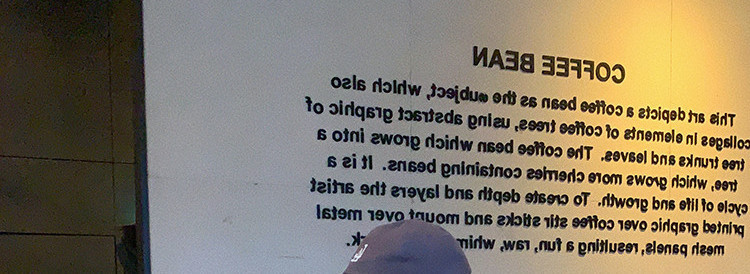 COFFEE BEAN
This art depicts a coffee bean as the subject, which also
collages in elements of coffee trees, using abstract graphic of
tree trunks and leaves. The coffee bean which grows into a
tree, which grows more cherries containing beans. It is a
cycle of life and growth. To create depth and layers the artist
printed graphic over coffee stir sticks and mount over metal
mesh panels, resulting a fun, raw,